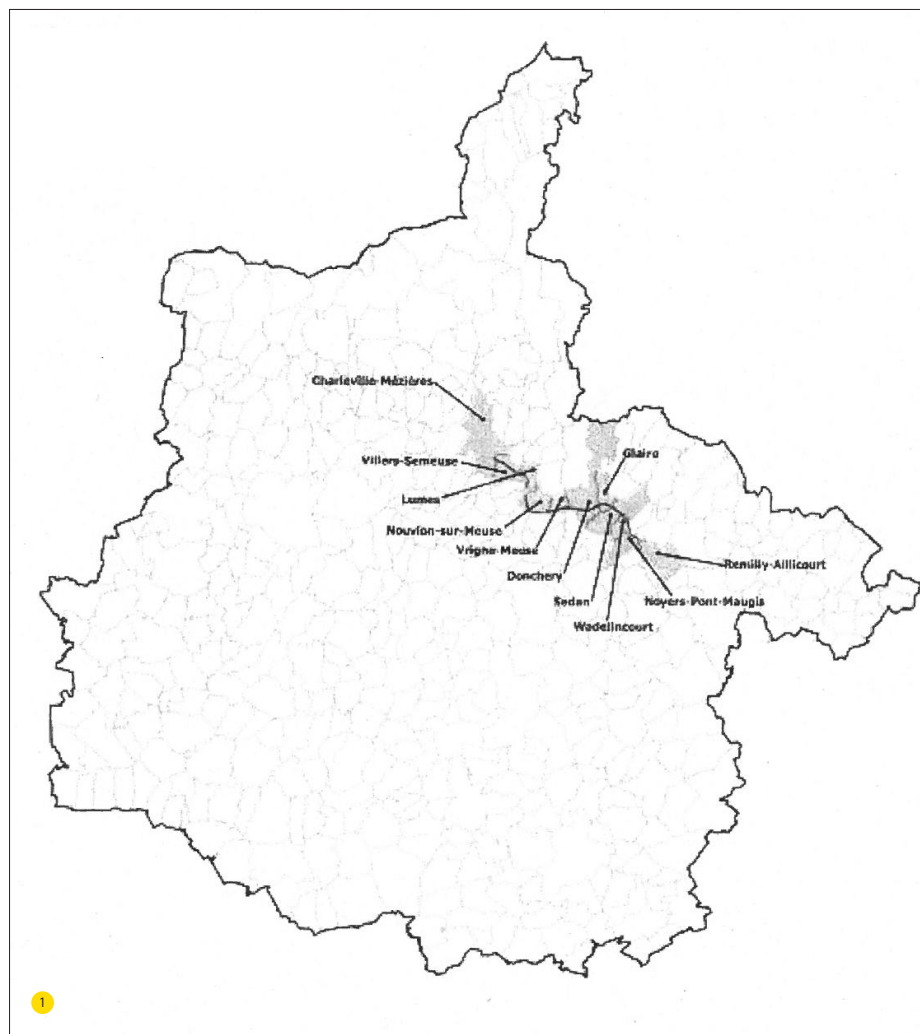 Charleville-Mézières
Villers-Semeuse
Glaire
Lumes
Nouvion-sur-Meuse
Vrigne-Meuse
Donchery
Remilly-Aillicourt
Sedan
Noyers-Pont-Maugis
Wadelincourt
1